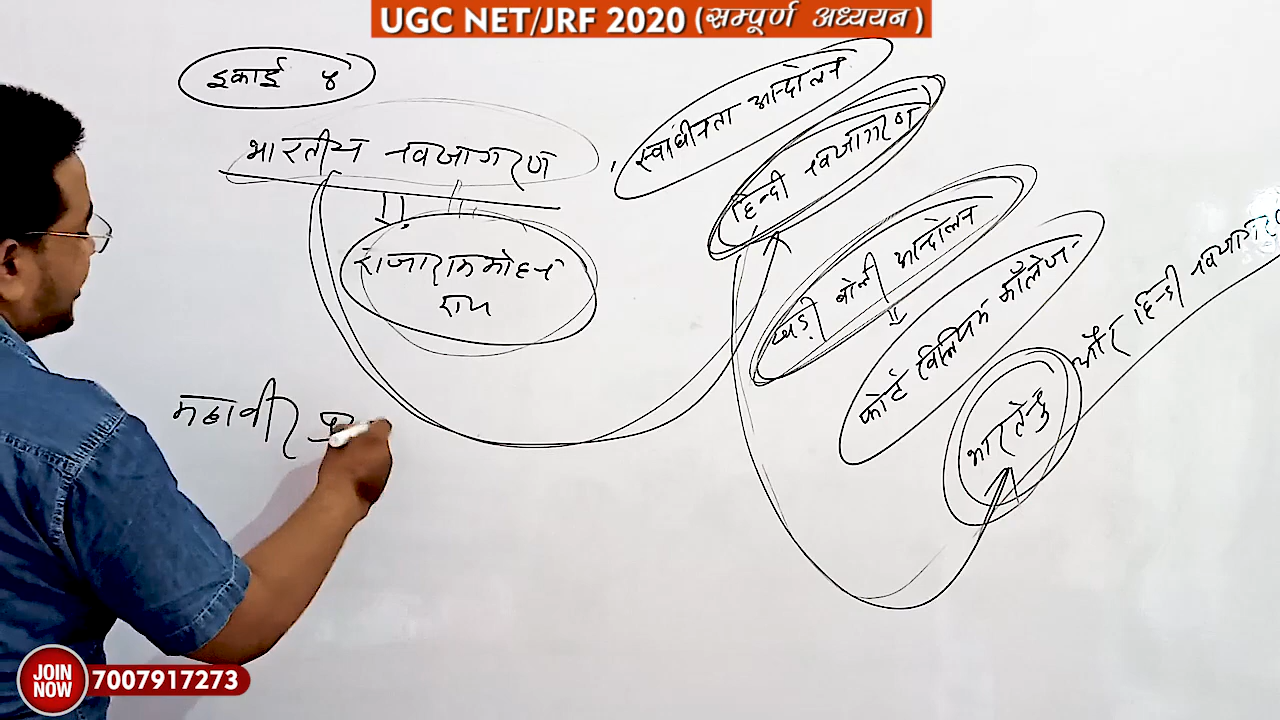 UGC NET/JRF 2020 (सम्पूर्ण अध्ययन)
इकाई ४
भारतीय नवजागरण
राजाराममोहन
राय
स्वाधीनता आन्दोलन
हिन्दी नवजागरण
खड़ी बोली आन्दोलन
फोर्ट विलियम कॉलेज
भारतेन्दु और हिन्दी नवजागरण
महावीर प्र
JOIN NOW 7007917273